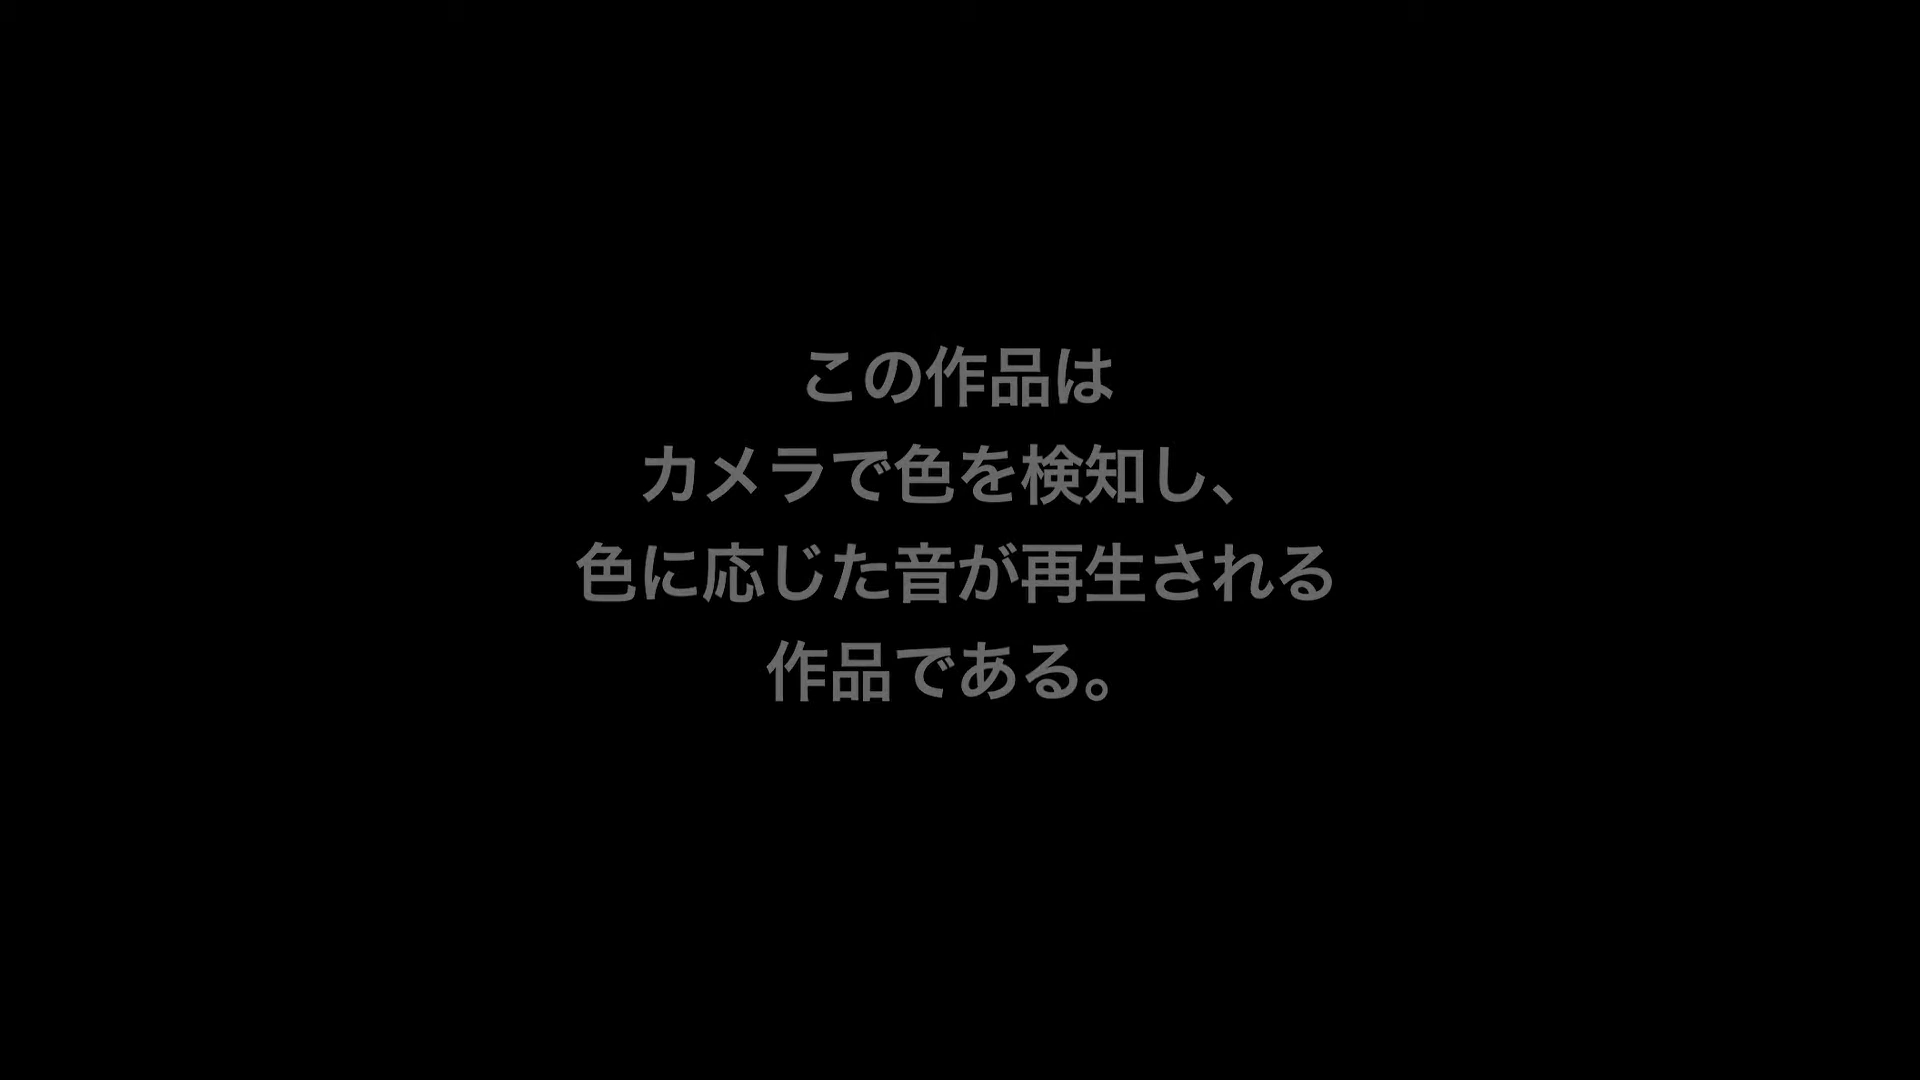 この作品は
カメラで色を検知し、
色に応じた音が再生される
作品である。